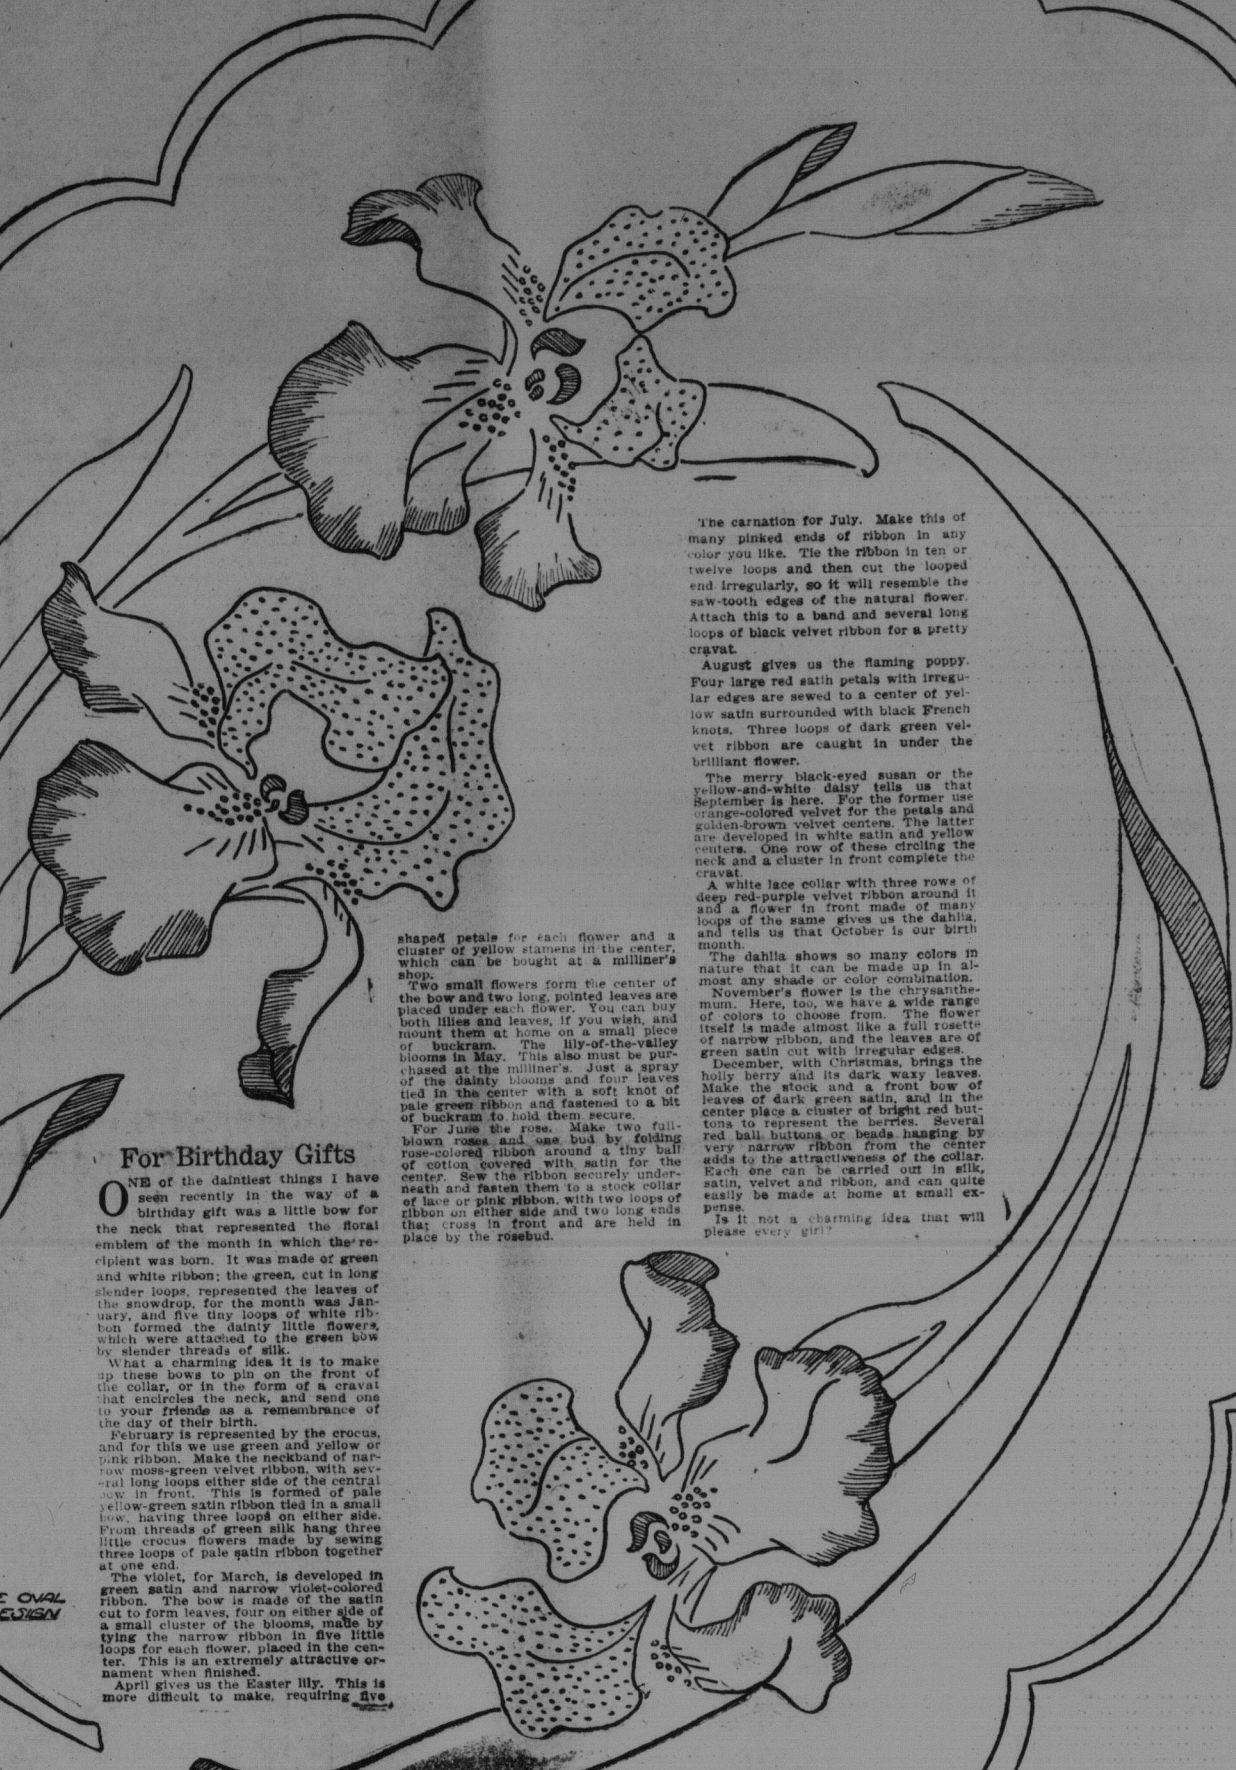 For Birthday Gifts
ONE of the daintiest things I have
seen recently in the way of a
birthday gift was a little bow for
the neck that represented the floral
emblem of the month in which the re-
cipient was born. It was made of green
and white ribbon; the green, cut in long
slender loops, represented the leaves of
the snowdrop, for the month was Jan-
uary, and five tiny loops of white rib-
bon formed the dainty little flowers,
which were attached to the green bow
by slender threads of silk.
What a charming idea it is to make
up these bows to pin on the front of
the collar, or in the form of a cravat
that encircles the neck, and send one
to your friends as a remembrance of
the day of their birth.
February is represented by the crocus,
and for this we use green and yellow or
pink ribbon. Make the neckband of nar-
row moss-green velvet ribbon, with sev-
eral long loops either side of the central
bow in front. This is formed of pale
yellow-green satin ribbon tied in a small
bow, having three loops on either side.
From threads of green silk hang three
little crocus flowers made by sewing
three loops of pale satin ribbon together
at one end.
The violet, for March, is developed in
green satin and narrow violet-colored
ribbon. The bow is made of the satin
cut to form leaves, four on either side of
a small cluster of the blooms, made by
tying the narrow ribbon in five little
loops for each flower, placed in the cen-
ter. This is an extremely attractive or-
nament when finished.
April gives us the Easter lily. This is
more difficult to make, requiring five
shaped petals for each flower and a
cluster of yellow stamens in the center,
which can be bought at a milliner's
shop.
Two small flowers form the center of
the bow and two long, pointed leaves are
placed under each flower. You can buy
both lilies and leaves, if you wish, and
mount them at home on a small piece
of buckram. The lily-of-the-valley
blooms in May. This also must be pur-
chased at the milliner's. Just a spray
of the dainty blooms and four leaves
tied in the center with a soft knot of
pale green ribbon and fastened to a bit
of buckram to hold them secure.
For June the rose. Make two full-
blown roses and one bud by folding
rose-colored ribbon around a tiny ball
of cotton covered with satin for the
center. Sew the ribbon securely under-
neath and fasten them to a stock collar
of lace or pink ribbon, with two loops of
ribbon on either side and two long ends
that cross in front and are held in
place by the rosebud.
The carnation for July. Make this of
many pinked ends of ribbon in any
color you like. Tie the ribbon in ten or
twelve loops and then cut the looped
end irregularly, so it will resemble the
saw-tooth edges of the natural flower.
Attach this to a band and several long
loops of black velvet ribbon for a pretty
cravat.
August gives us the flaming poppy.
Four large red satin petals with irregu-
lar edges are sewed to a center of yel-
low satin surrounded with black French
knots. Three loops of dark green vel-
vet ribbon are caught in under the
brilliant flower.
The merry black-eyed susan or the
yellow-and-white daisy tells us that
September is here. For the former use
orange-colored velvet for the petals and
golden-brown velvet centers. The latter
are developed in white satin and yellow
centers. One row of these circling the
neck and a cluster in front complete the
cravat.
A white lace collar with three rows of
deep red-purple velvet ribbon around it
and a flower in front made of many
loops of the same gives us the dahlia,
and tells us that October is our birth
month.
The dahlia shows so many colors in
nature that it can be made up in al-
most any shade or color combination.
November's flower is the chrysanthe-
mum. Here, too, we have a wide range
of colors to choose from. The flower
itself is made almost like a full rosette
of narrow ribbon, and the leaves are of
green satin cut with irregular edges.
December, with Christmas, brings the
holly berry and its dark waxy leaves.
Make the stock and a front bow of
leaves of dark green satin, and in the
center place a cluster of bright red but-
tons to represent the berries. Several
red ball buttons or beads hanging by
very narrow ribbon from the center
adds to the attractiveness of the collar.
Each one can be carried out in silk,
satin, velvet and ribbon, and can quite
easily be made at home at small ex-
pense.
Is it not a charming idea that will
please every girl?
E OVAL
ESIGN